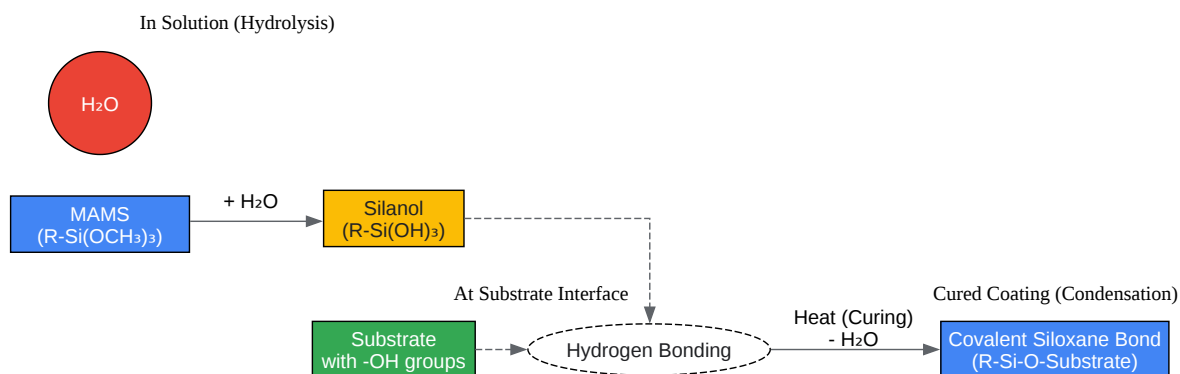 In Solution (Hydrolysis)
H₂O
MAMS
(R-Si(OCH₃)₃)
+ H₂O
Silanol
(R-Si(OH)₃)
At Substrate Interface
Substrate
with -OH groups
Hydrogen Bonding
Heat (Curing)
- H₂O
Cured Coating (Condensation)
Covalent Siloxane Bond
(R-Si-O-Substrate)